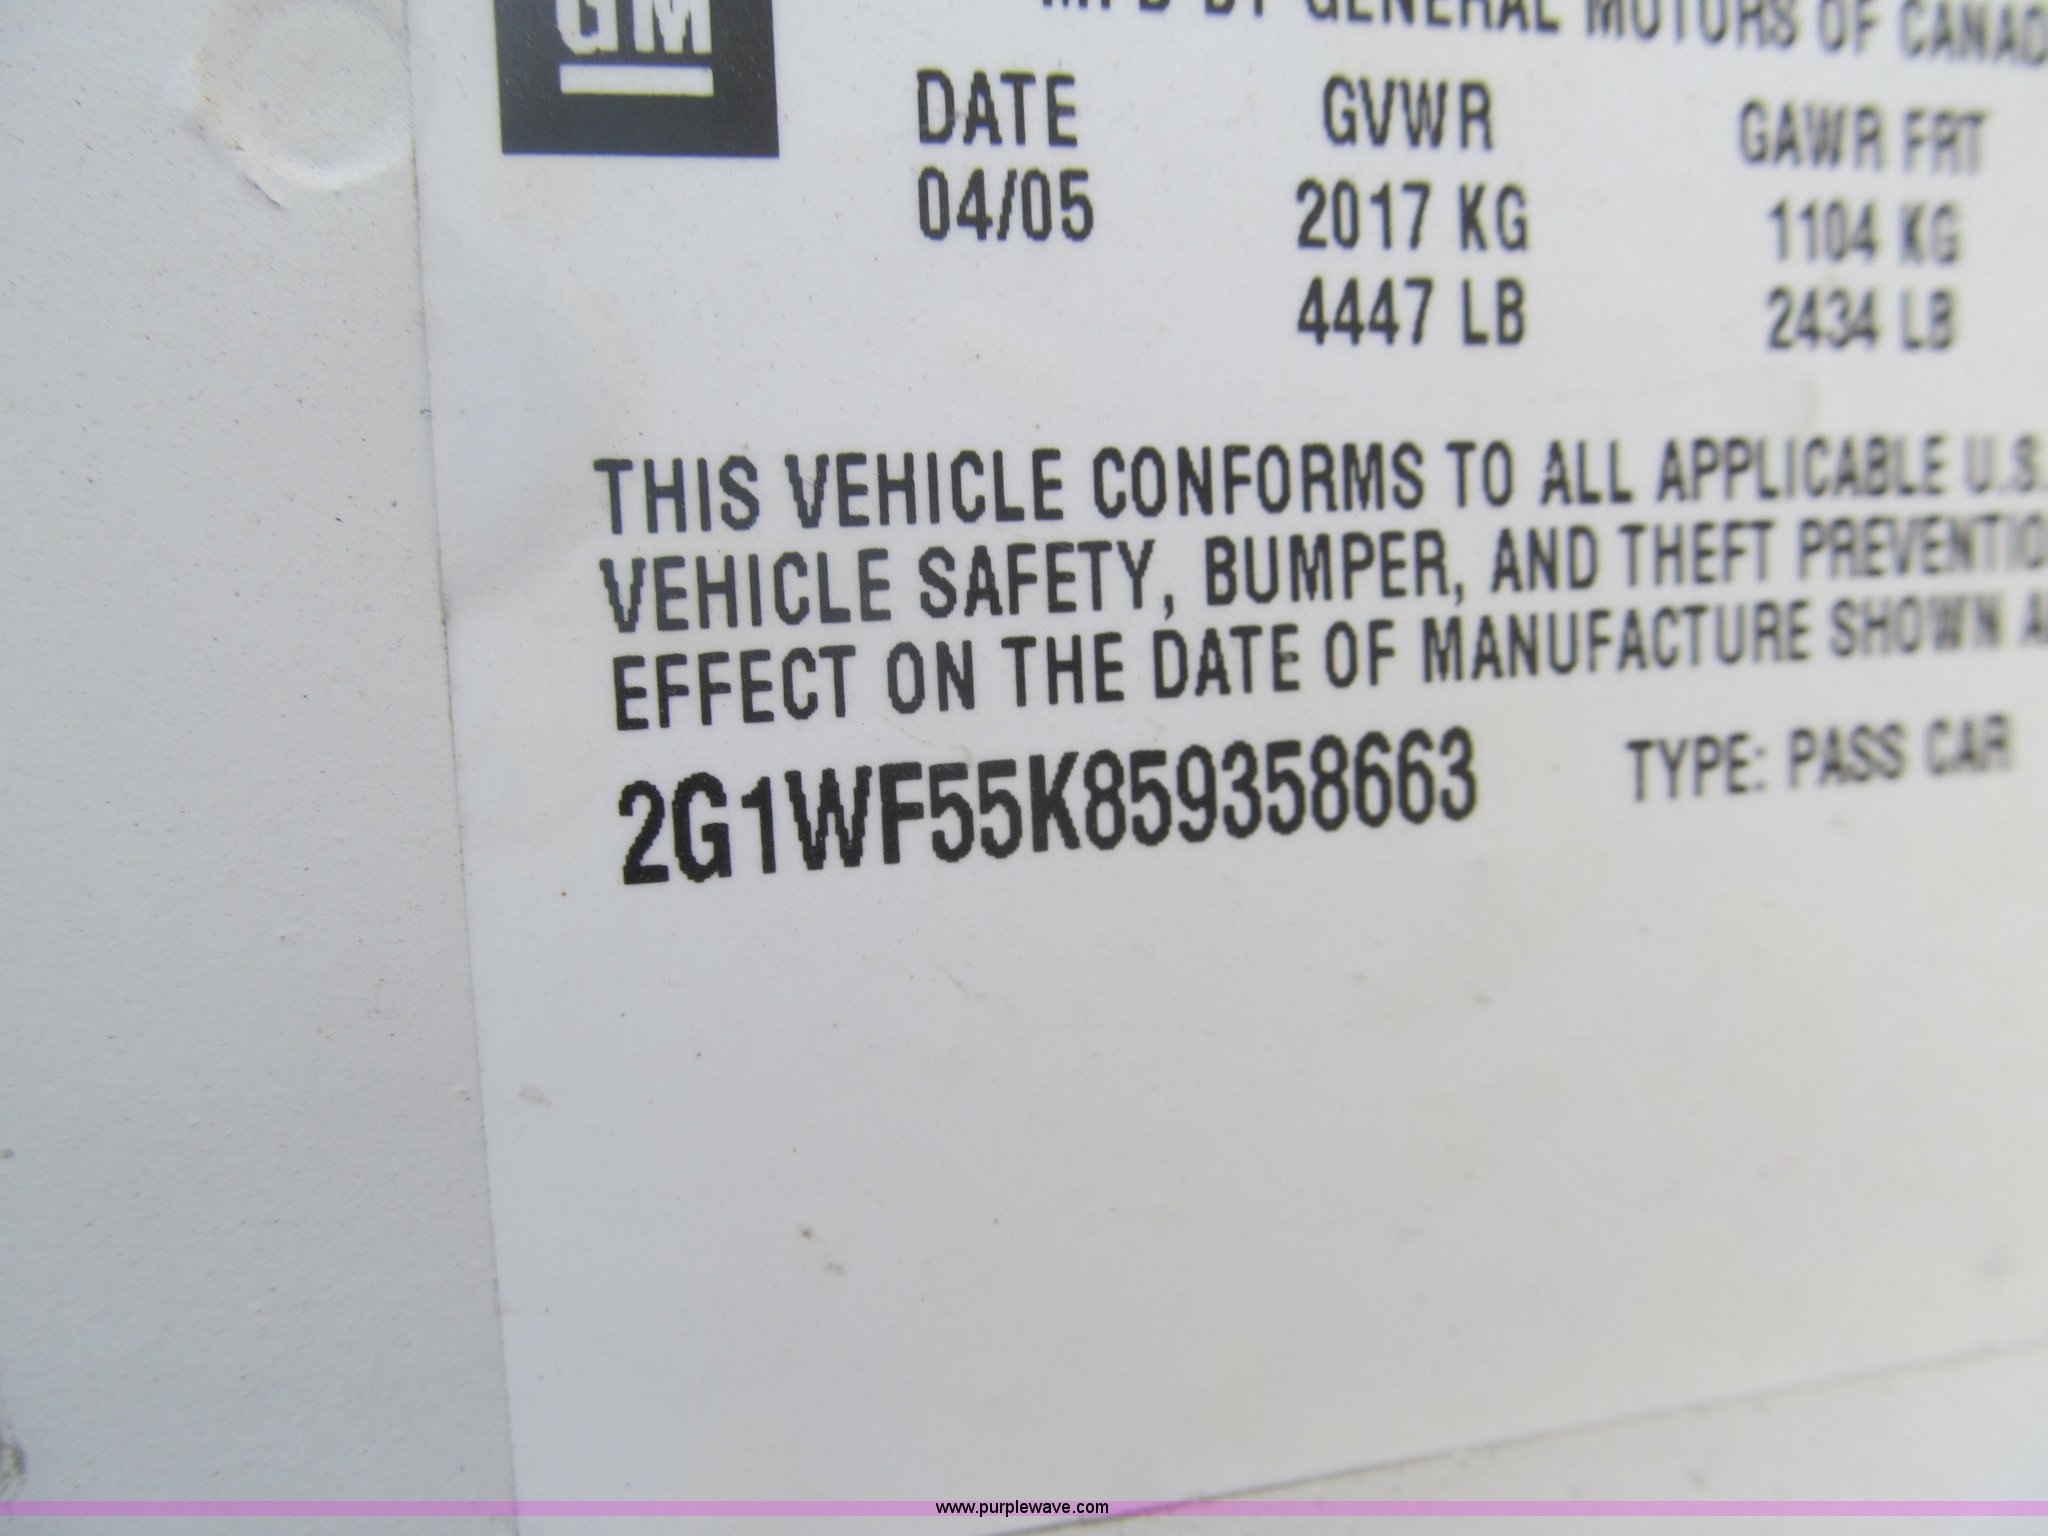 GM
MFD BY GENERAL MOTORS OF CANAD
DATE GVWR GAWR FRT
04/05 2017 KG 1104 KG
4447 LB 2434 LB
THIS VEHICLE CONFORMS TO ALL APPLICABLE U.S.
VEHICLE SAFETY, BUMPER, AND THEFT PREVENTIO
EFFECT ON THE DATE OF MANUFACTURE SHOWN A
2G1WF55K859358663 TYPE: PASS CAR
www.purplewave.com